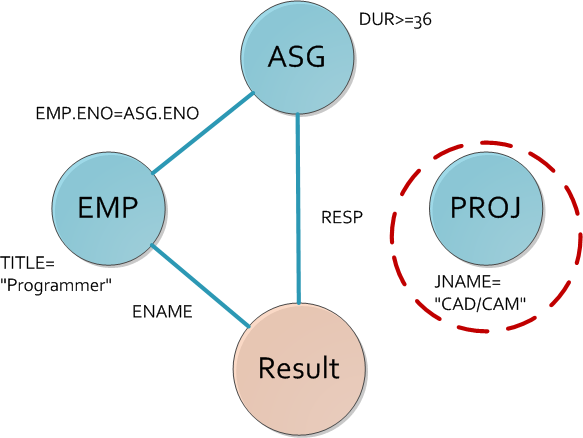 DUR>=36
ASG
EMP.ENO=ASG.ENO
EMP
PROJ
RESP
TITLE=
"Programmer"
JNAME=
"CAD/CAM"
ENAME
Result